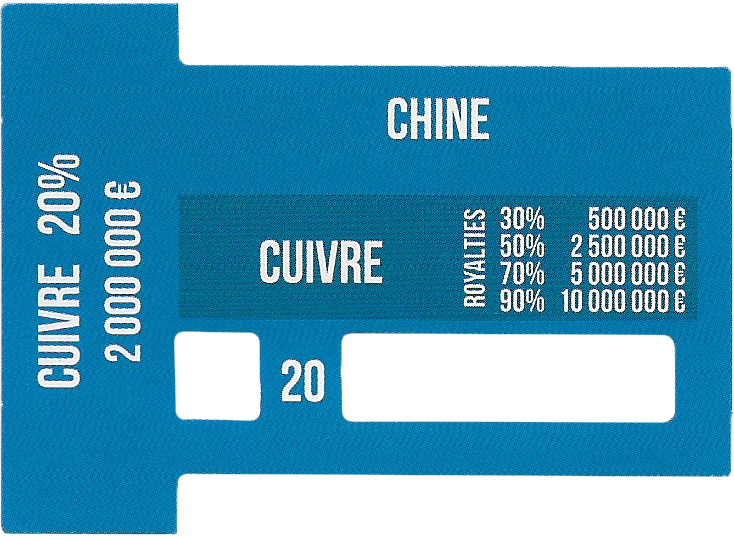 CUIVRE 20%
2 000 000 €
CHINE
CUIVRE
ROYALTIES
30% 500 000 €
50% 2 500 000 €
70% 5 000 000 €
90% 10 000 000 €
20